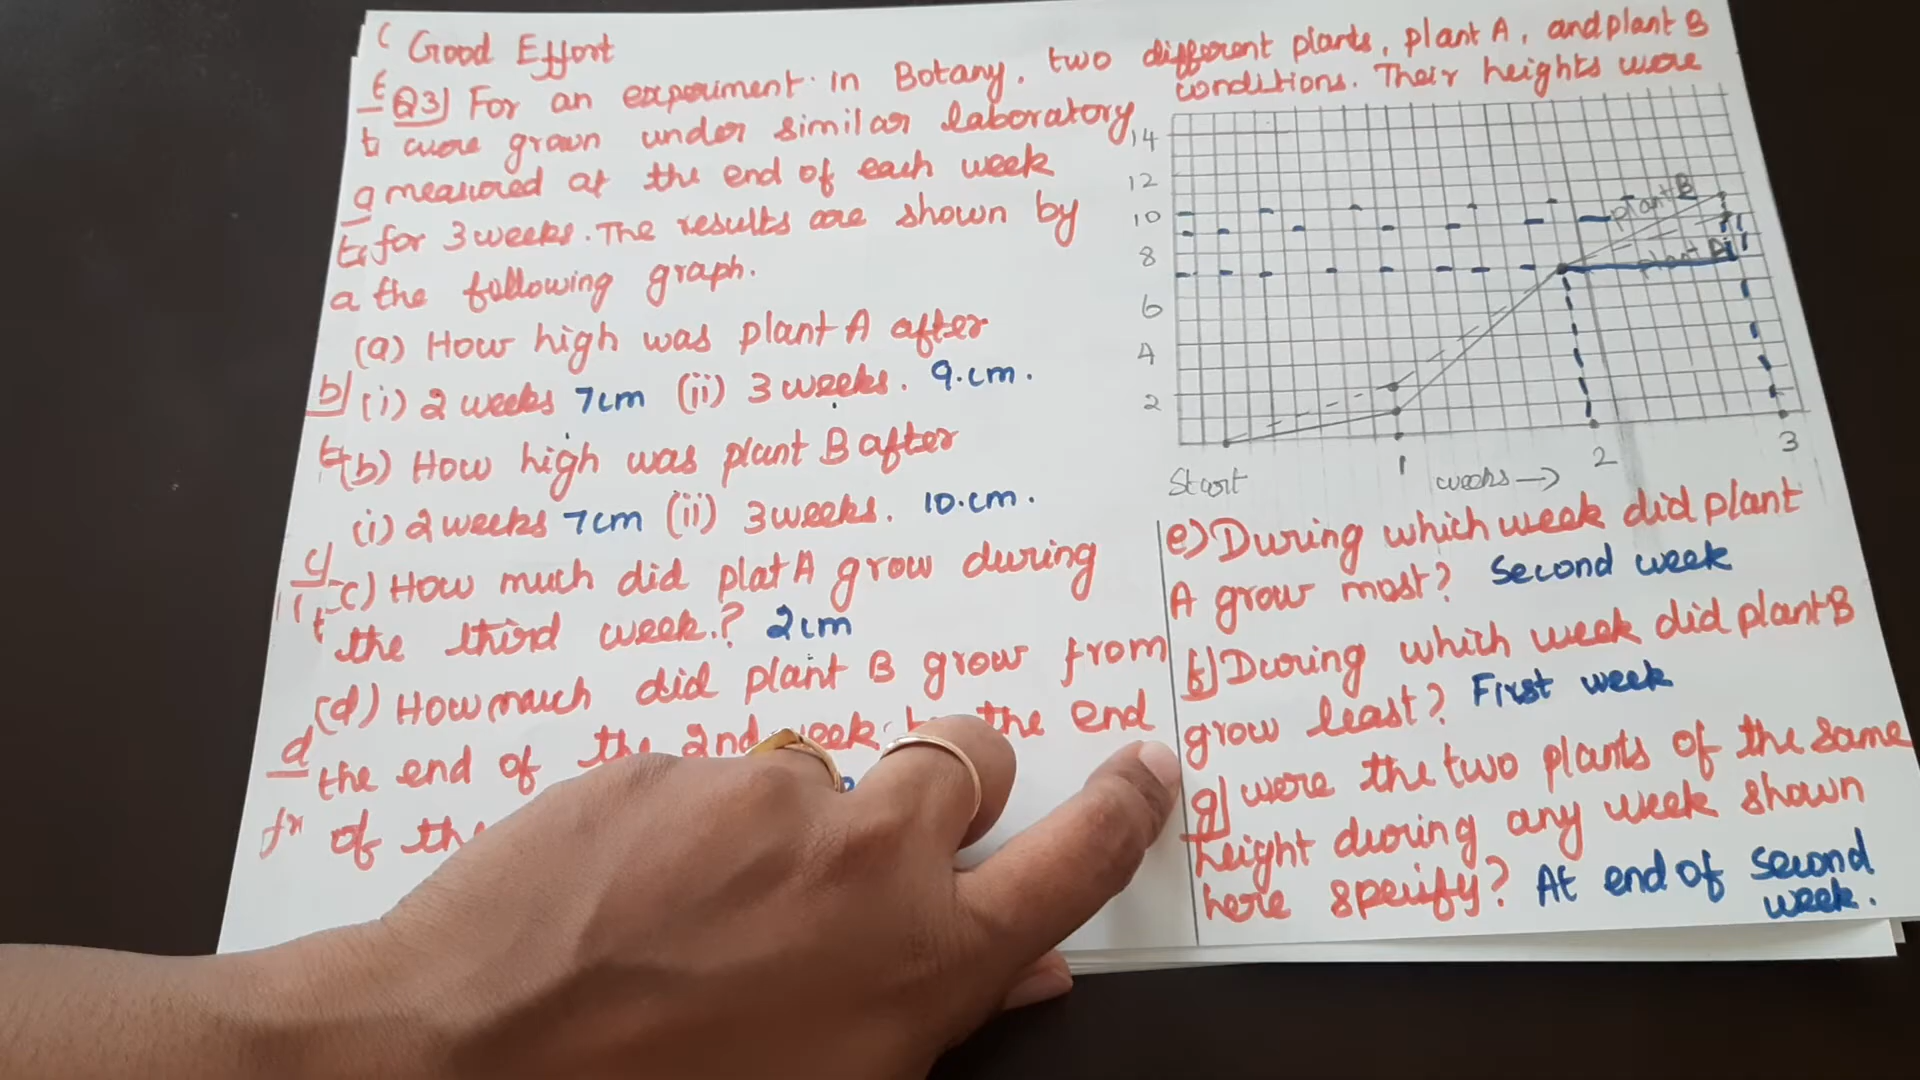 Good Effort
Q3) For an experiment in Botany, two different plants, plant A, and plant B
were grown under similar laboratory conditions. Their heights were
measured at the end of each week
for 3 weeks. The results are shown by
the following graph.
(a) How high was plant A after
(i) 2 weeks 7cm (ii) 3 weeks. 9.cm.
(b) How high was plant B after
(i) 2 weeks 7cm (ii) 3 weeks. 10.cm.
(c) How much did plat A grow during
the third week.? 2cm
(d) How much did plant B grow from
the end of the 2nd week the end
of the
14
12
10
8
6
4
2
plant B
plant A
Start
1
weeks →
2
3
e) During which week did plant
A grow most? Second week
f) During which week did plant B
grow least? First week
g) were the two plants of the same
height during any week shown
here specify? At end of second
week.
b)
c)
d